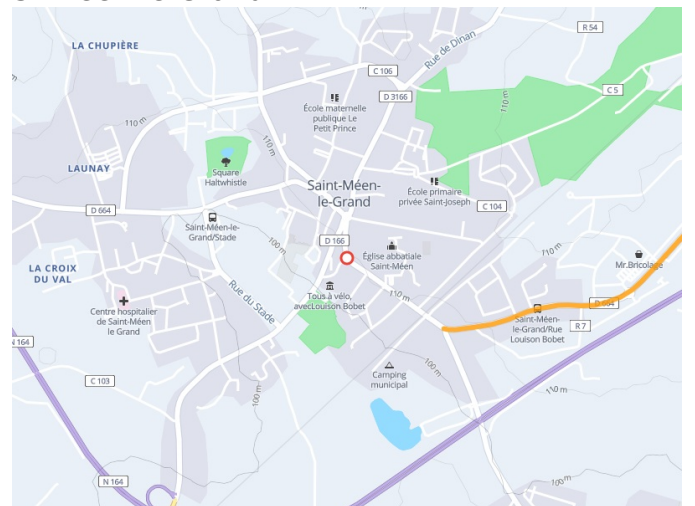 LA CHUPIÈRE
R 54
Rue de Dinan
C 106
D 3166
C 5
École maternelle
publique Le
Petit Prince
110 m
110 m
110 m
LAUNAY
Square
Haltwhistle
Saint-Méen-
le-Grand
École primaire
privée Saint-Joseph
D 664
C 104
Saint-Méen-le-
Grand/Stade
D 166
100 m
Église abbatiale
Saint-Méen
110 m
Mr.Bricolage
LA CROIX
DU VAL
Rue du Stade
Tous à vélo,
avecLouison Bobet
110 m
Centre hospitalier
de Saint-Méen
le Grand
Saint-Méen-
le-Grand/Rue
Louison Bobet
R 7
N 164
C 103
100 m
100 m
Camping
municipal
110 m
N 164
100 m